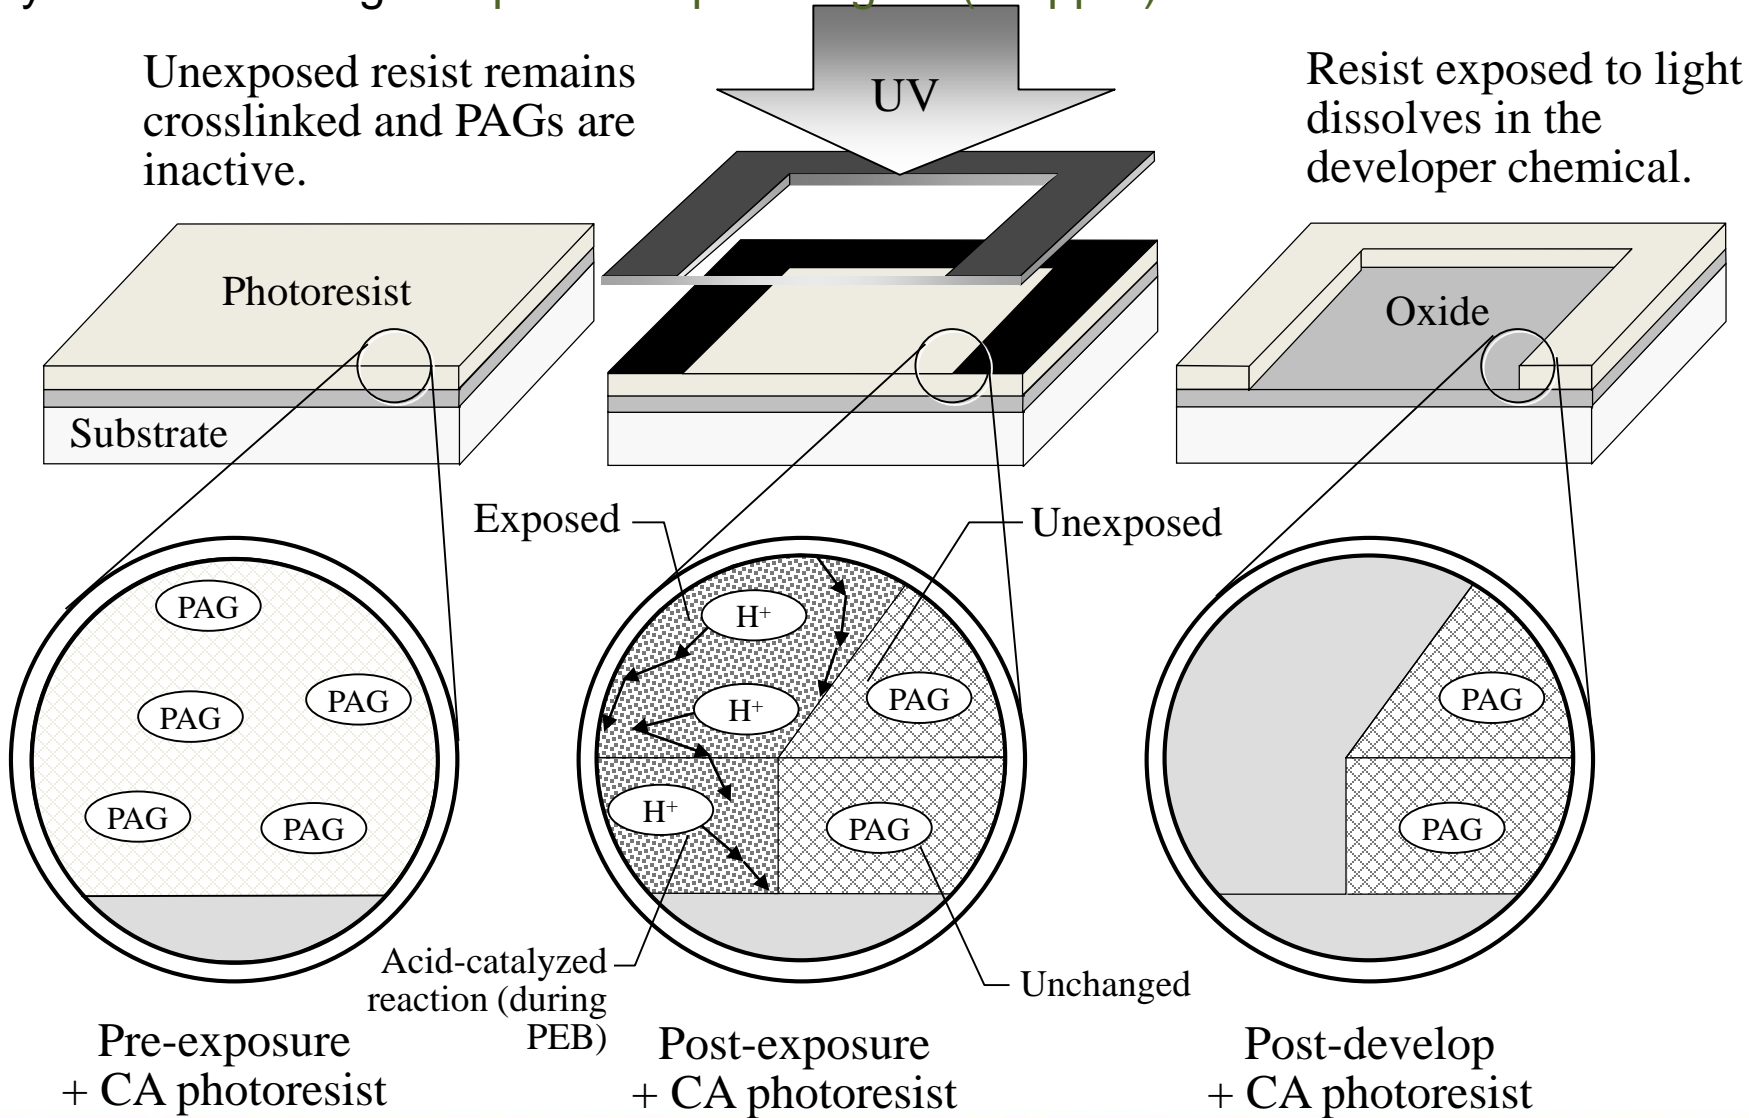 Unexposed resist remains
crosslinked and PAGs are
inactive.
UV
Resist exposed to light
dissolves in the
developer chemical.
Photoresist
Substrate
Oxide
Exposed
Unexposed
PAG
PAG
PAG
PAG
PAG
H+
H+
H+
PAG
PAG
PAG
PAG
Acid-catalyzed
reaction (during
PEB)
Unchanged
Pre-exposure
+ CA photoresist
Post-exposure
+ CA photoresist
Post-develop
+ CA photoresist